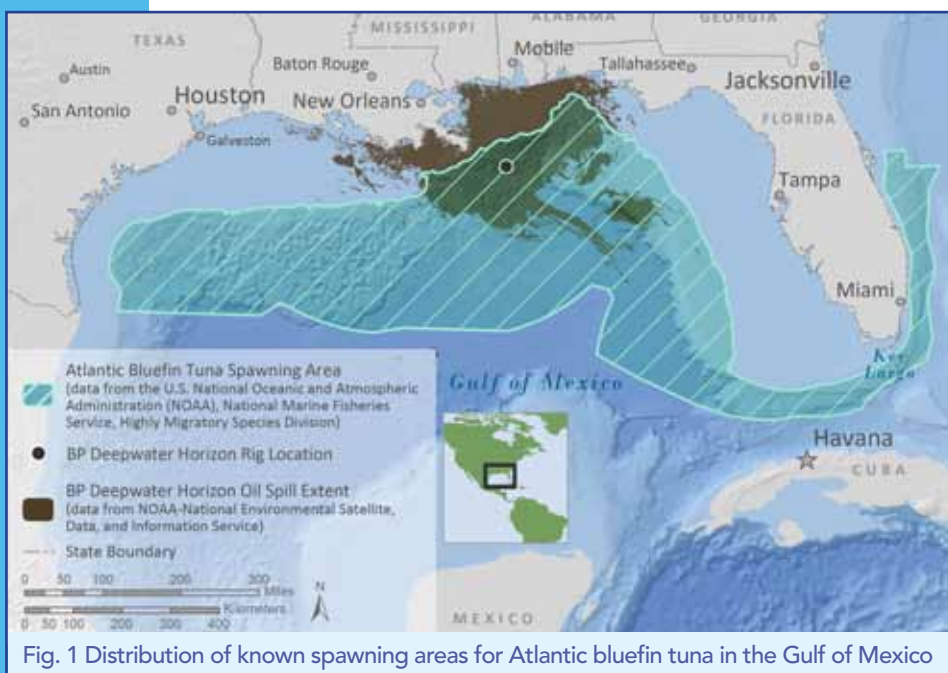 TEXAS
MISSISSIPPI
ALABAMA
GEORGIA
Mobile
Austin
Baton Rouge
Tallahassee
Jacksonville
San Antonio
Houston
New Orleans
FLORIDA
Galveston
Tampa
Miami
Key
Largo
Gulf of Mexico
Havana
CUBA
MEXICO
Atlantic Bluefin Tuna Spawning Area
(data from the U.S. National Oceanic and Atmospheric
Administration (NOAA), National Marine Fisheries
Service, Highly Migratory Species Division)
BP Deepwater Horizon Rig Location
BP Deepwater Horizon Oil Spill Extent
(data from NOAA-National Environmental Satellite,
Data, and Information Service)
State Boundary
0 50 100 200 300
Miles
Kilometers
0 50 100 200 300 400
N
Fig. 1 Distribution of known spawning areas for Atlantic bluefin tuna in the Gulf of Mexico